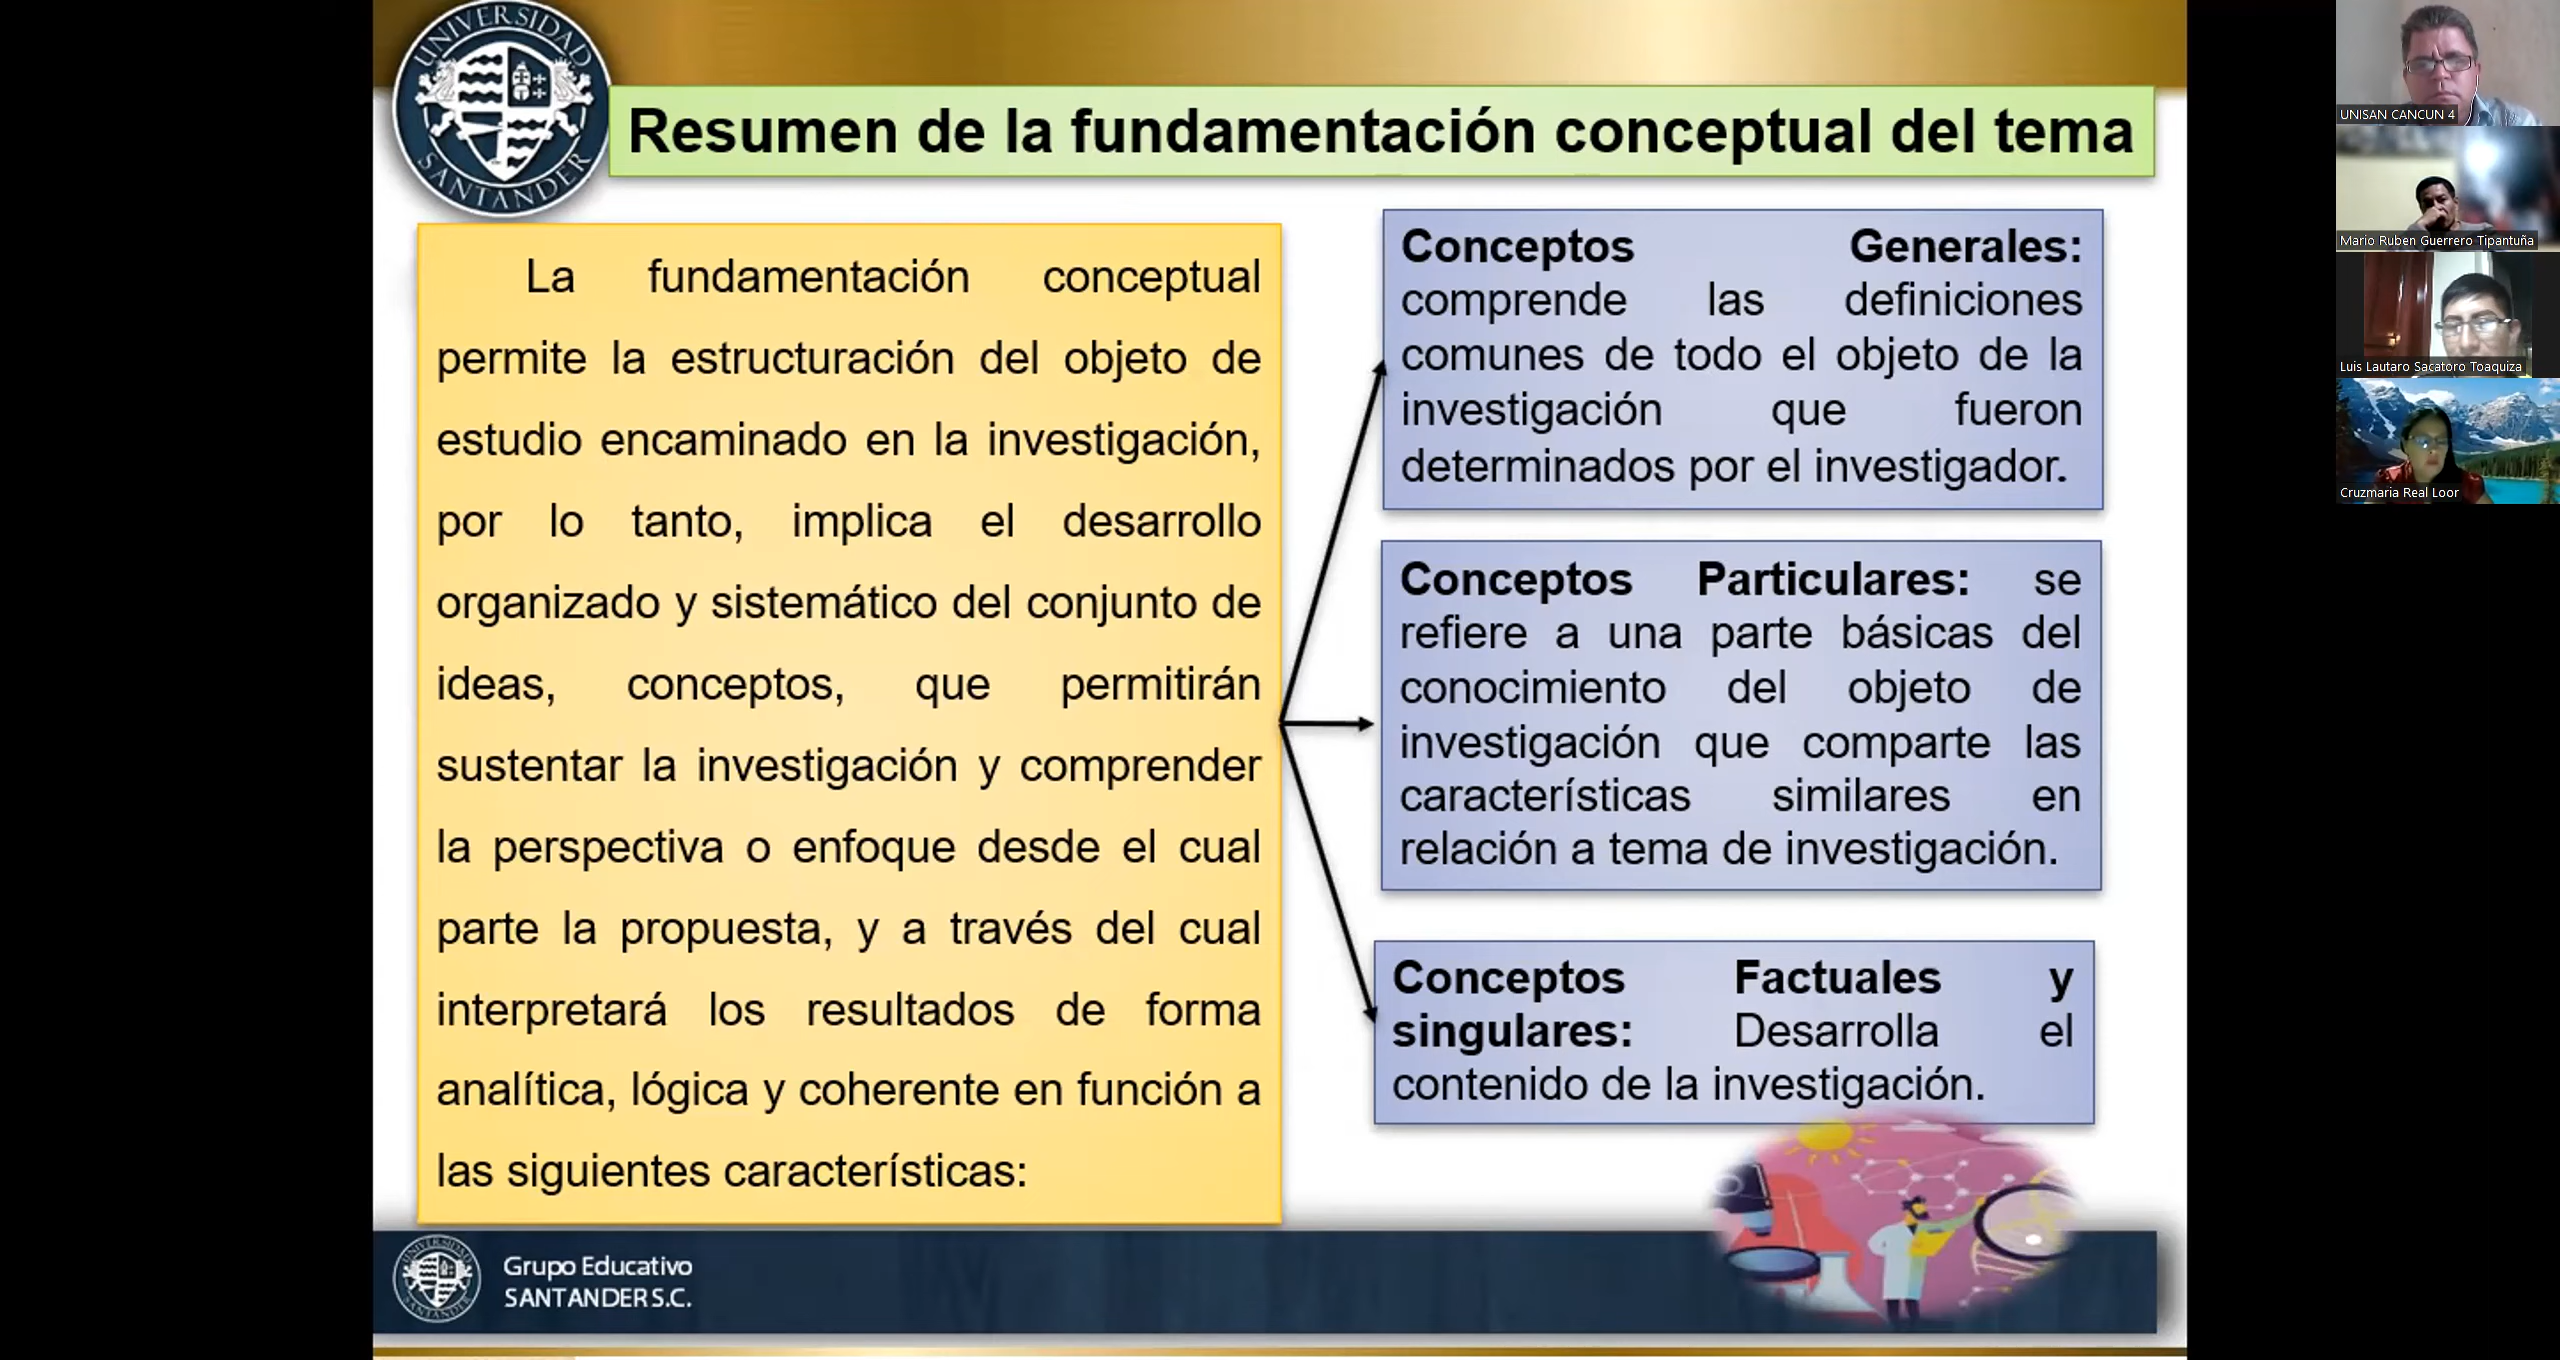 UNIVERSIDAD
SANTANDER
Resumen de la fundamentación conceptual del tema
La fundamentación conceptual
permite la estructuración del objeto de
estudio encaminado en la investigación,
por lo tanto, implica el desarrollo
organizado y sistemático del conjunto de
ideas, conceptos, que permitirán
sustentar la investigación y comprender
la perspectiva o enfoque desde el cual
parte la propuesta, y a través del cual
interpretará los resultados de forma
analítica, lógica y coherente en función a
las siguientes características:
Conceptos Generales:
comprende las definiciones
comunes de todo el objeto de la
investigación que fueron
determinados por el investigador.
Conceptos Particulares: se
refiere a una parte básicas del
conocimiento del objeto de
investigación que comparte las
características similares en
relación a tema de investigación.
Conceptos Factuales y
singulares: Desarrolla el
contenido de la investigación.
UNIVERSIDAD
SANTANDER
Grupo Educativo
SANTANDER S.C.
UNISAN CANCUN 4
Mario Ruben Guerrero Tipantuña
Luis Lautaro Sacatoro Toaquiza
Cruzmaria Real Loor